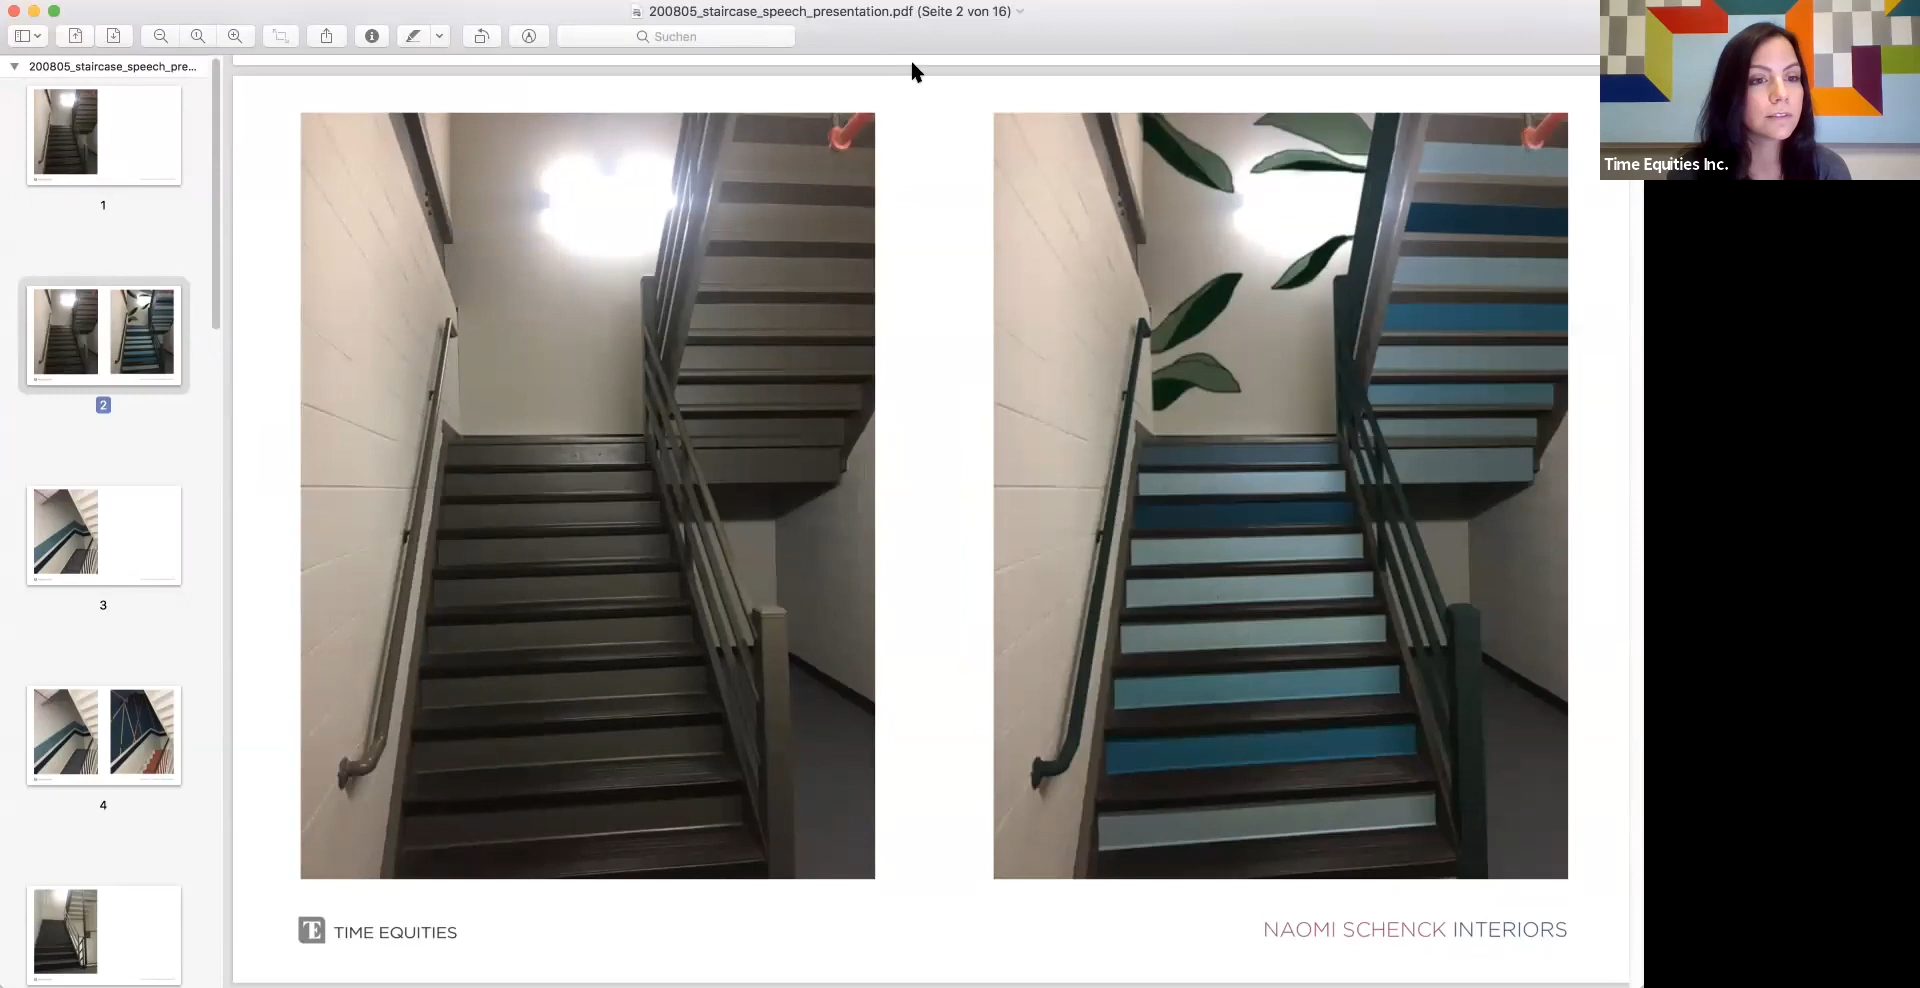 200805_staircase_speech_presentation.pdf (Seite 2 von 16)
Suchen
200805_staircase_speech_pre...
1
2
3
4
Time Equities Inc.
TE TIME EQUITIES
NAOMI SCHENCK INTERIORS